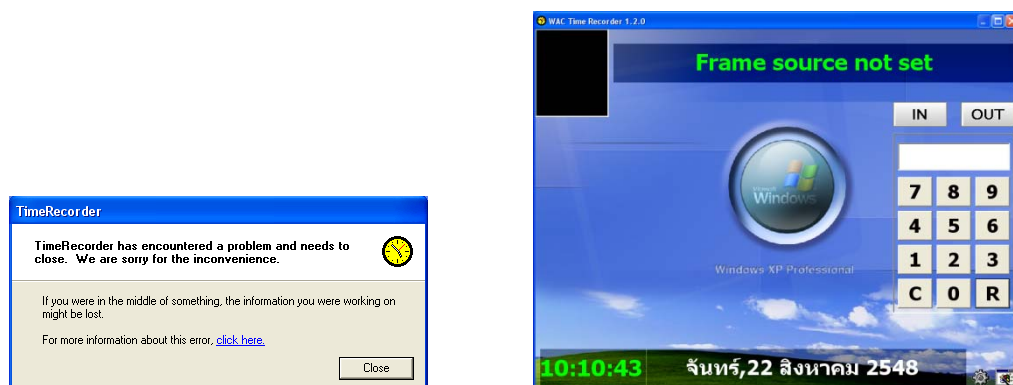 TimeRecorder
TimeRecorder has encountered a problem and needs to
close. We are sorry for the inconvenience.
If you were in the middle of something, the information you were working on
might be lost.
For more information about this error, click here.
Close
WAC Time Recorder 1.2.0
Frame source not set
IN OUT
7 8 9
4 5 6
1 2 3
C 0 R
Microsoft
Windows
Windows XP Professional
10:10:43 จันทร์,22 สิงหาคม 2548